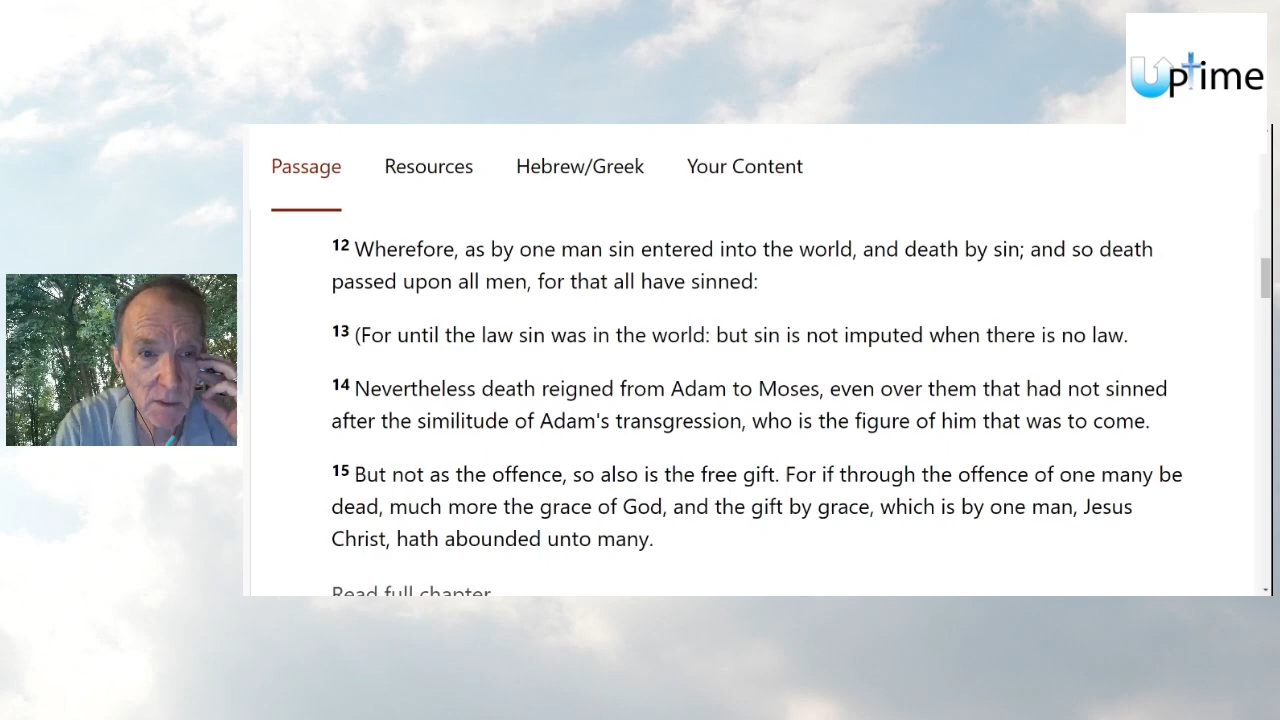 Uptime
Passage Resources Hebrew/Greek Your Content
12 Wherefore, as by one man sin entered into the world, and death by sin; and so death
passed upon all men, for that all have sinned:
13 (For until the law sin was in the world: but sin is not imputed when there is no law.
14 Nevertheless death reigned from Adam to Moses, even over them that had not sinned
after the similitude of Adam's transgression, who is the figure of him that was to come.
15 But not as the offence, so also is the free gift. For if through the offence of one many be
dead, much more the grace of God, and the gift by grace, which is by one man, Jesus
Christ, hath abounded unto many.
Read full chapter